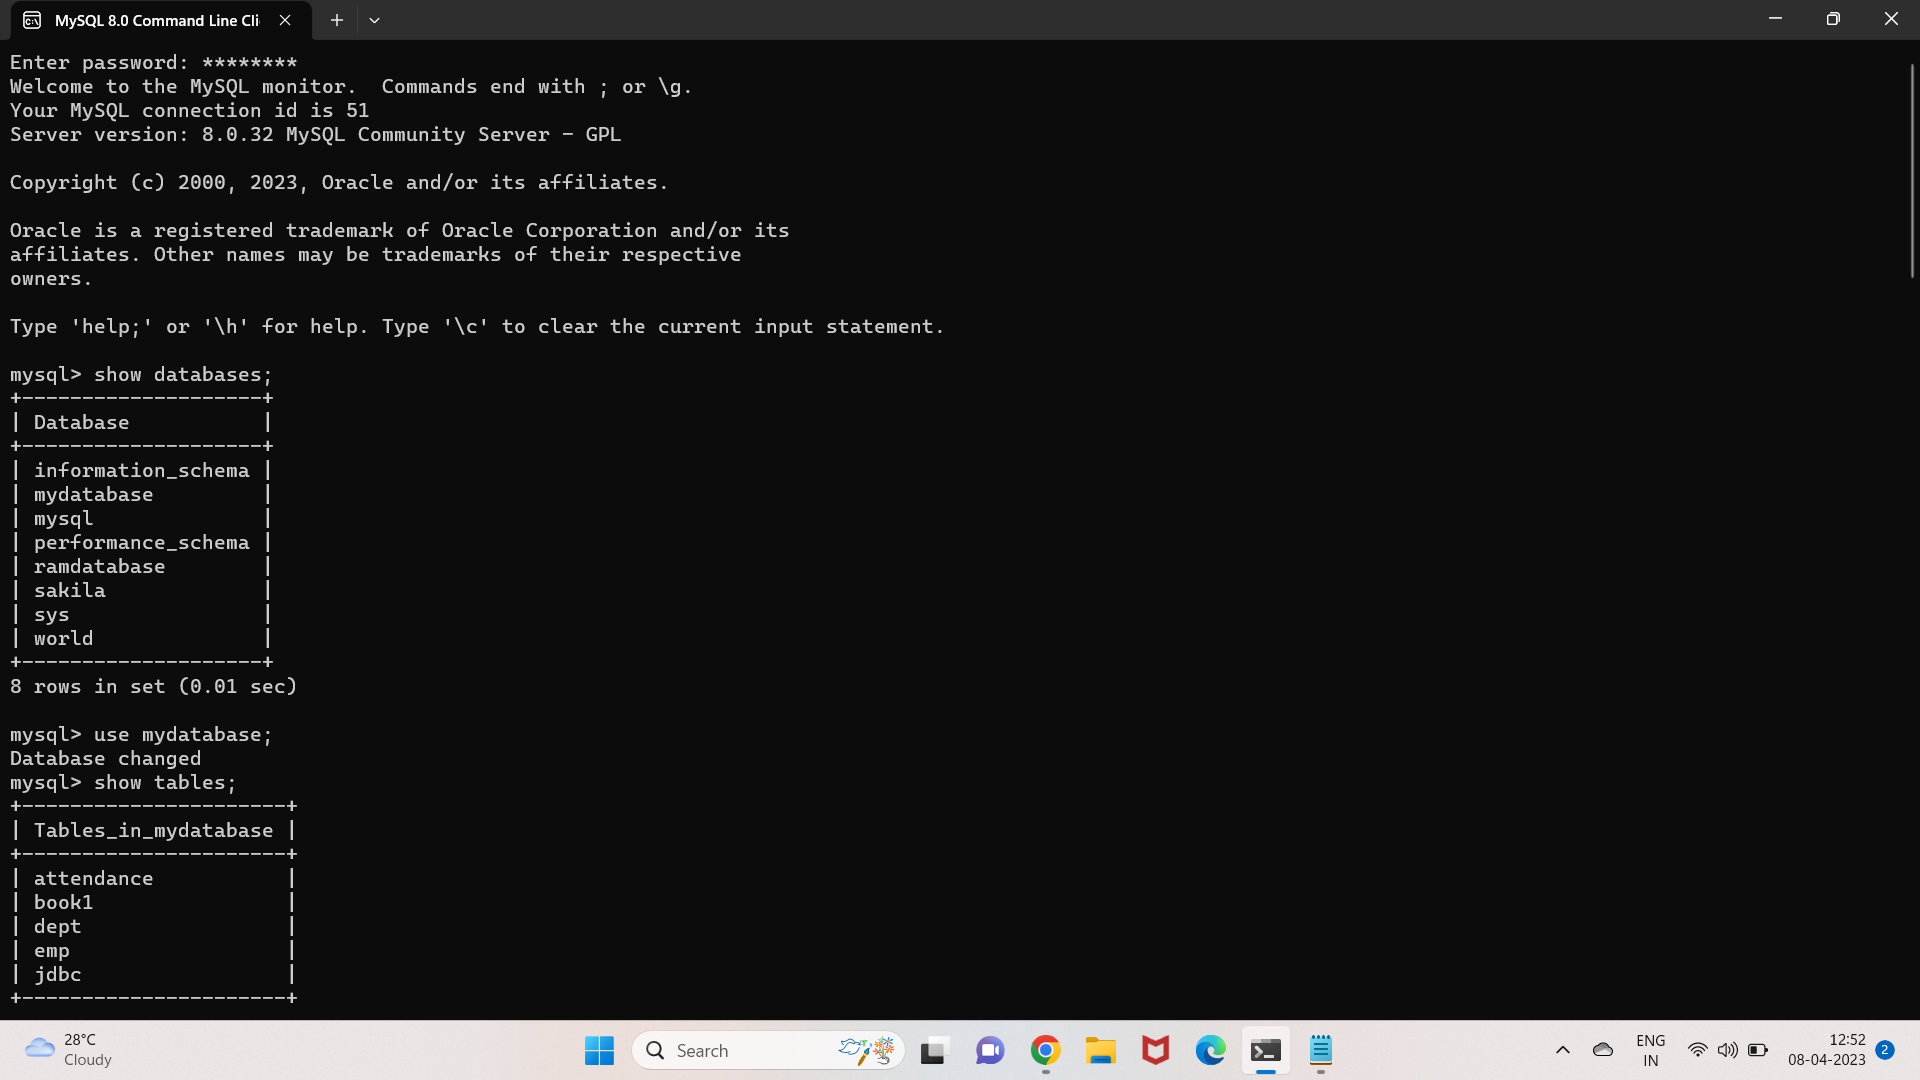 MySQL 8.0 Command Line Cli
Enter password: ********
Welcome to the MySQL monitor.  Commands end with ; or \g.
Your MySQL connection id is 51
Server version: 8.0.32 MySQL Community Server - GPL
Copyright (c) 2000, 2023, Oracle and/or its affiliates.
Oracle is a registered trademark of Oracle Corporation and/or its
affiliates. Other names may be trademarks of their respective
owners.
Type 'help;' or '\h' for help. Type '\c' to clear the current input statement.
mysql> show databases;
+--------------------+
| Database           |
+--------------------+
| information_schema |
| mydatabase         |
| mysql              |
| performance_schema |
| ramdatabase        |
| sakila             |
| sys                |
| world              |
+--------------------+
8 rows in set (0.01 sec)
mysql> use mydatabase;
Database changed
mysql> show tables;
+----------------------+
| Tables_in_mydatabase |
+----------------------+
| attendance           |
| book1                |
| dept                 |
| emp                  |
| jdbc                 |
+----------------------+
28°C
Cloudy
Search
ENG
IN
12:52
08-04-2023
2